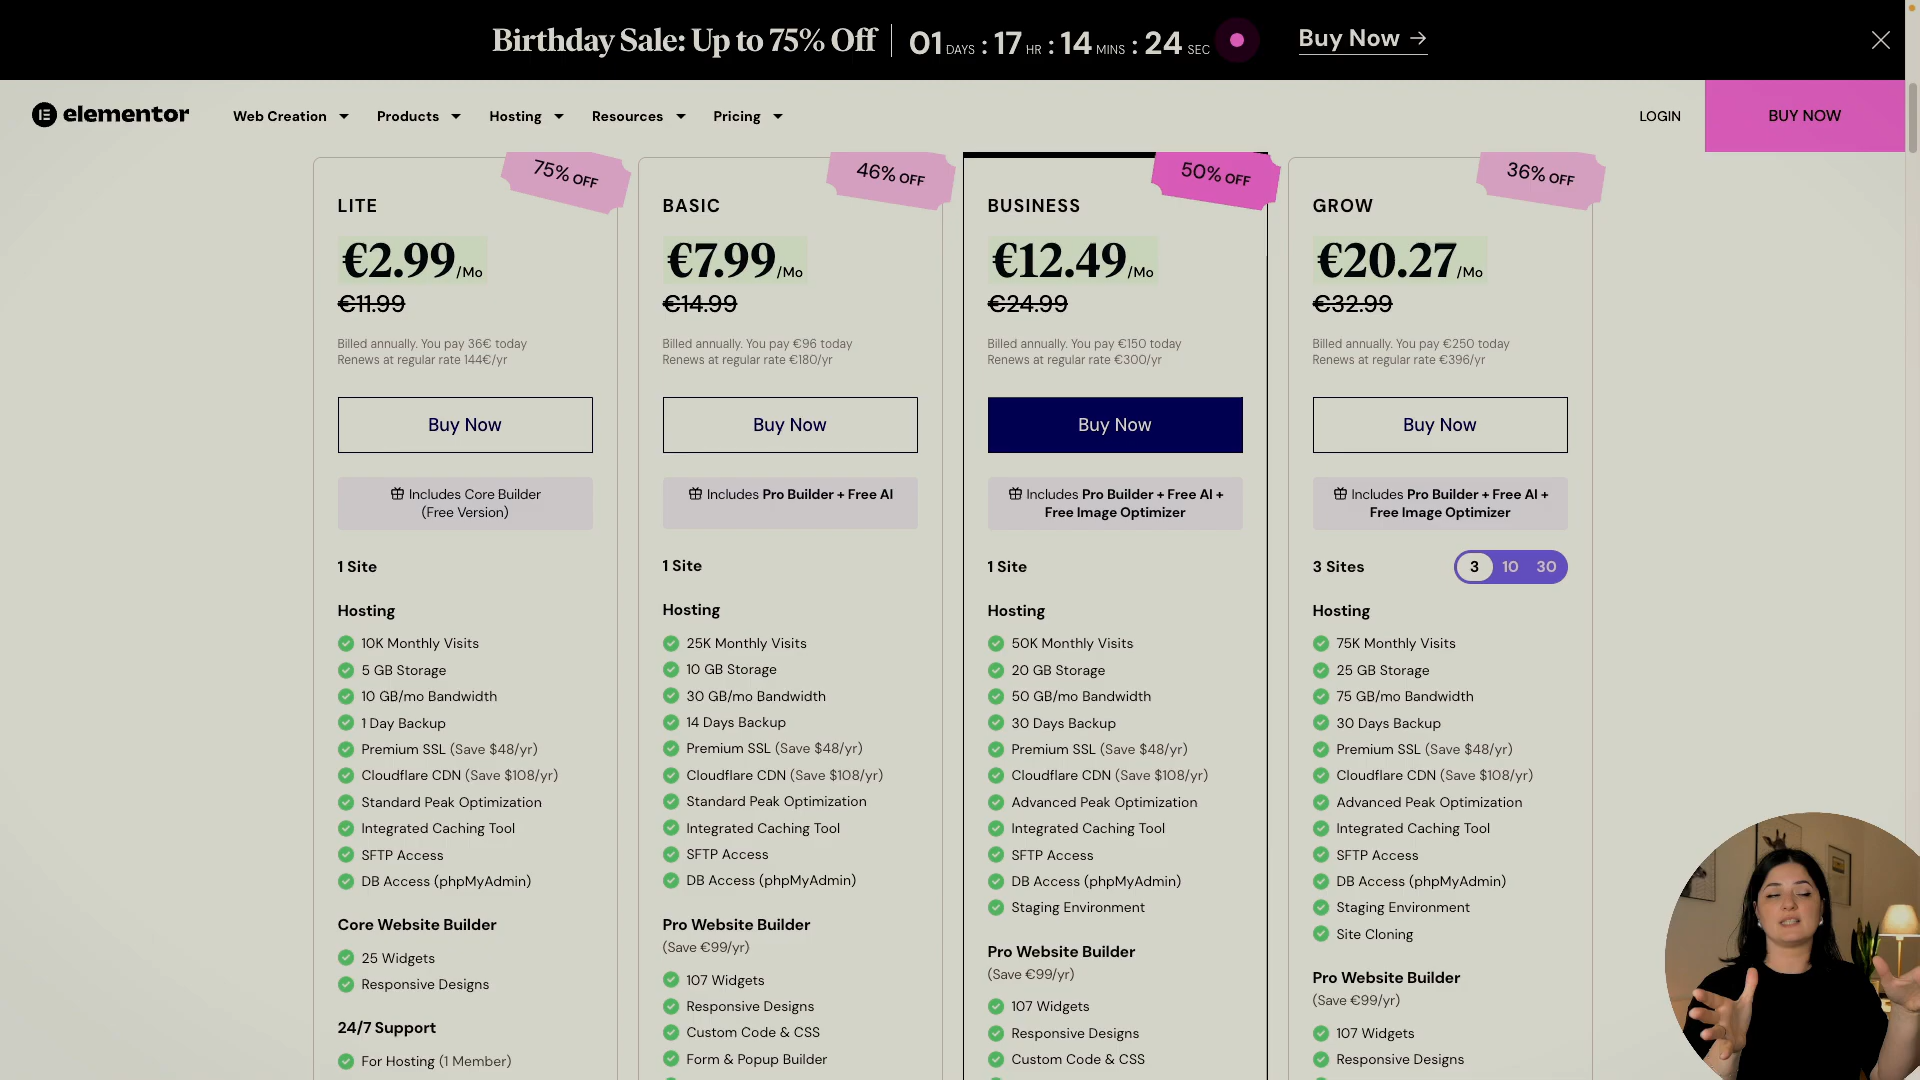 Birthday Sale: Up to 75% Off
01 DAYS : 17 HR : 14 MINS : 24 SEC
Buy Now →
elementor
Web Creation
Products
Hosting
Resources
Pricing
LOGIN
BUY NOW
75% OFF
LITE
€2.99/Mo
€11.99
Billed annually. You pay 36€ today
Renews at regular rate 144€/yr
Buy Now
Includes Core Builder
(Free Version)
1 Site
Hosting
10K Monthly Visits
5 GB Storage
10 GB/mo Bandwidth
1 Day Backup
Premium SSL (Save $48/yr)
Cloudflare CDN (Save $108/yr)
Standard Peak Optimization
Integrated Caching Tool
SFTP Access
DB Access (phpMyAdmin)
Core Website Builder
25 Widgets
Responsive Designs
24/7 Support
For Hosting (1 Member)
46% OFF
BASIC
€7.99/Mo
€14.99
Billed annually. You pay €96 today
Renews at regular rate €180/yr
Buy Now
Includes Pro Builder + Free AI
1 Site
Hosting
25K Monthly Visits
10 GB Storage
30 GB/mo Bandwidth
14 Days Backup
Premium SSL (Save $48/yr)
Cloudflare CDN (Save $108/yr)
Standard Peak Optimization
Integrated Caching Tool
SFTP Access
DB Access (phpMyAdmin)
Pro Website Builder
(Save €99/yr)
107 Widgets
Responsive Designs
Custom Code & CSS
Form & Popup Builder
50% OFF
BUSINESS
€12.49/Mo
€24.99
Billed annually. You pay €150 today
Renews at regular rate €300/yr
Buy Now
Includes Pro Builder + Free AI +
Free Image Optimizer
1 Site
Hosting
50K Monthly Visits
20 GB Storage
50 GB/mo Bandwidth
30 Days Backup
Premium SSL (Save $48/yr)
Cloudflare CDN (Save $108/yr)
Advanced Peak Optimization
Integrated Caching Tool
SFTP Access
DB Access (phpMyAdmin)
Staging Environment
Pro Website Builder
(Save €99/yr)
107 Widgets
Responsive Designs
Custom Code & CSS
36% OFF
GROW
€20.27/Mo
€32.99
Billed annually. You pay €250 today
Renews at regular rate €396/yr
Buy Now
Includes Pro Builder + Free AI +
Free Image Optimizer
3 Sites
3 10 30
Hosting
75K Monthly Visits
25 GB Storage
75 GB/mo Bandwidth
30 Days Backup
Premium SSL (Save $48/yr)
Cloudflare CDN (Save $108/yr)
Advanced Peak Optimization
Integrated Caching Tool
SFTP Access
DB Access (phpMyAdmin)
Staging Environment
Site Cloning
Pro Website Builder
(Save €99/yr)
107 Widgets
Responsive Designs